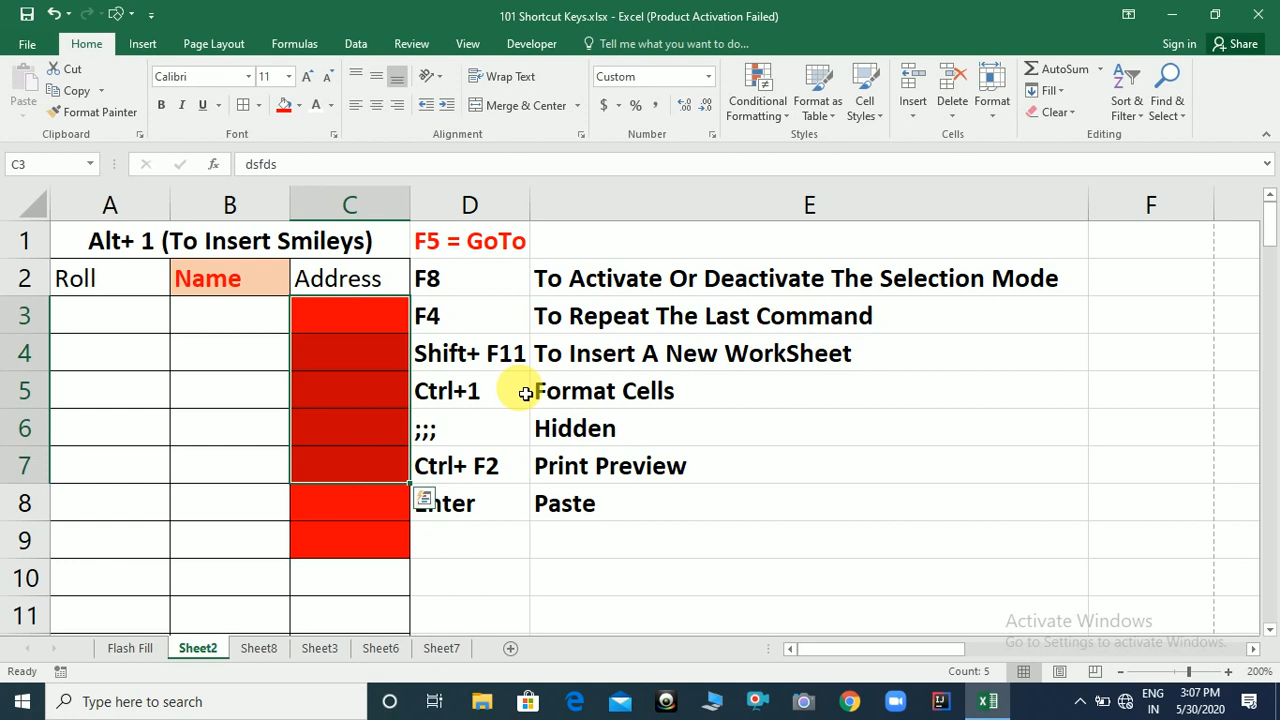 101 Shortcut Keys.xlsx - Excel (Product Activation Failed)
File Home Insert Page Layout Formulas Data Review View Developer Tell me what you want to do... Sign in Share
Paste Cut Copy Format Painter Clipboard
Calibri 11 B I U A A A Font
Wrap Text Merge & Center Alignment
Custom $ % , Number
Conditional Formatting Format as Table Cell Styles Styles
Insert Delete Format Cells
AutoSum Fill Clear Sort & Filter Find & Select Editing
C3 fx dsfds
A B C D E F
1 Alt+ 1 (To Insert Smileys) F5 = GoTo
2 Roll Name Address F8 To Activate Or Deactivate The Selection Mode
3 F4 To Repeat The Last Command
4 Shift+ F11 To Insert A New WorkSheet
5 Ctrl+1 Format Cells
6 ;;; Hidden
7 Ctrl+ F2 Print Preview
8 Enter Paste
9
10
11
Activate Windows
Go to Settings to activate Windows.
Flash Fill Sheet2 Sheet8 Sheet3 Sheet6 Sheet7
Ready Count: 5 200%
Type here to search ENG IN 3:07 PM 5/30/2020